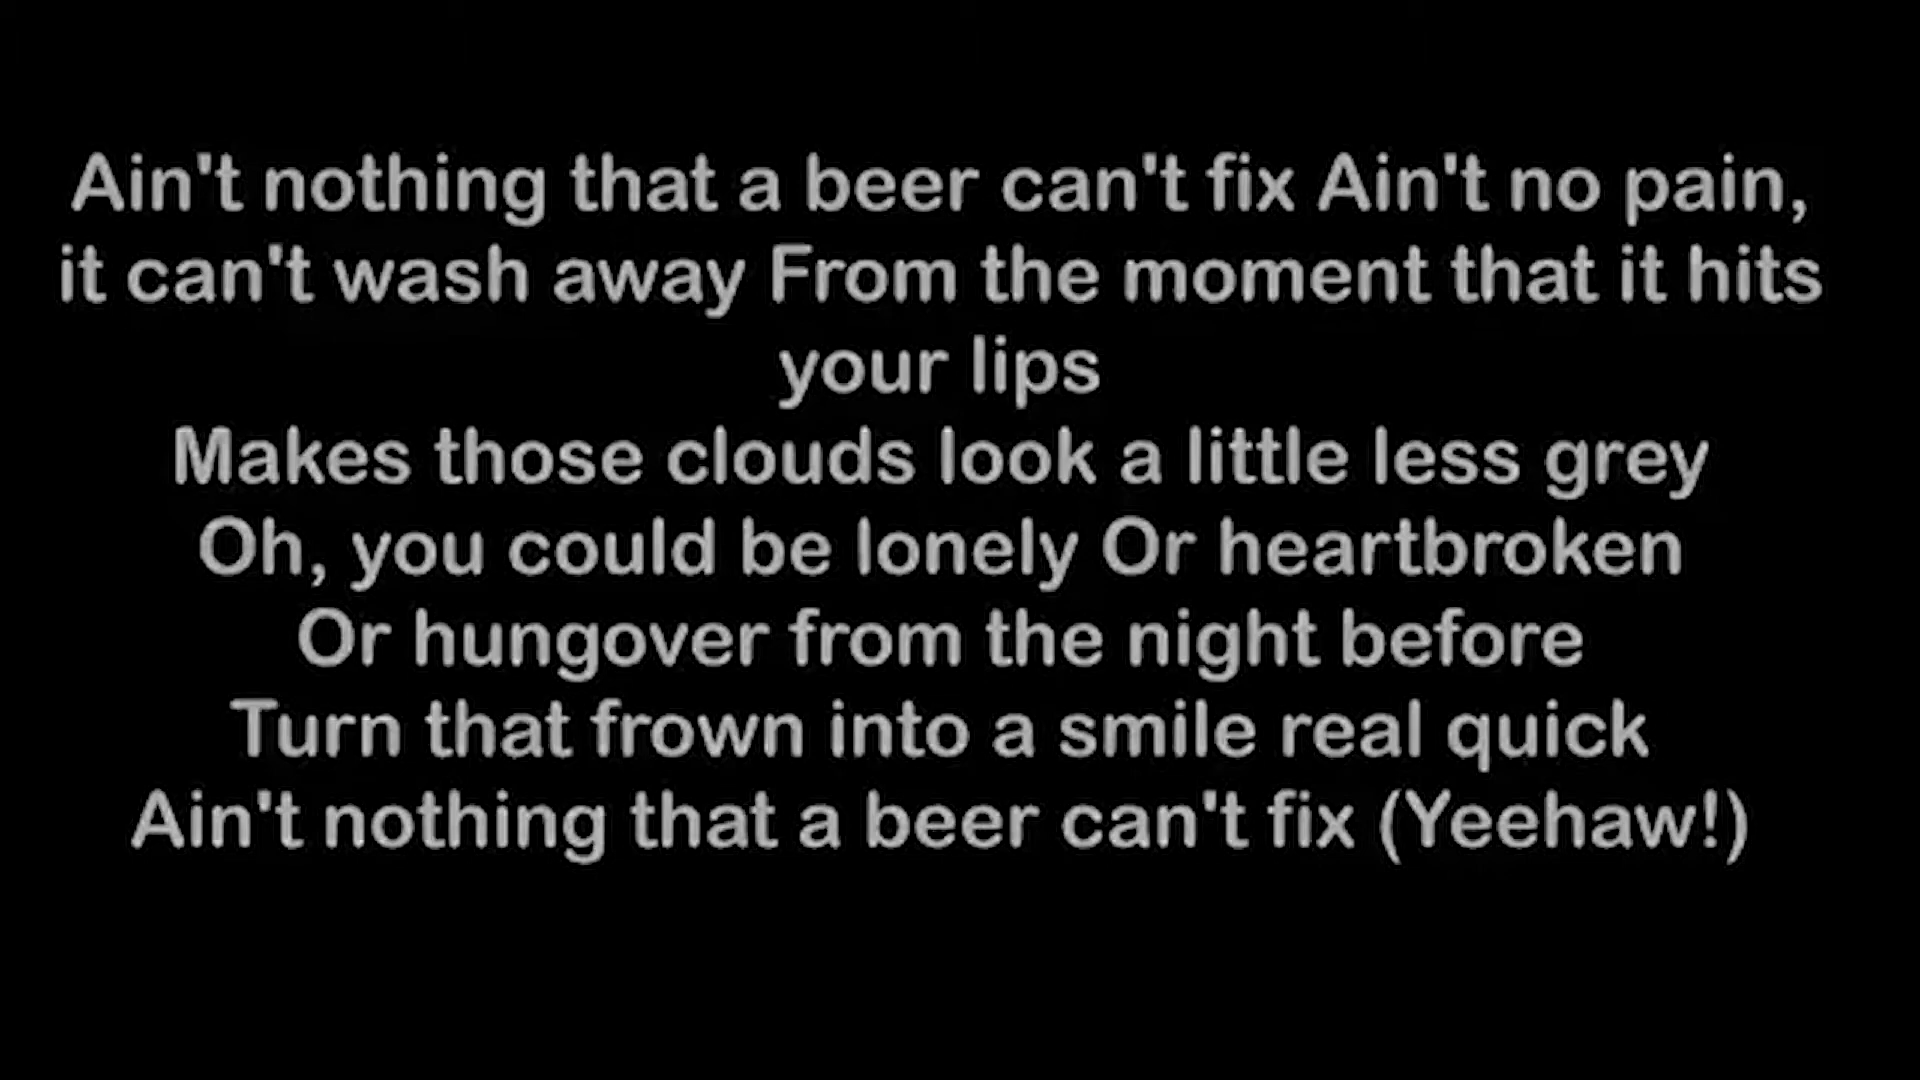 Ain't nothing that a beer can't fix Ain't no pain,
it can't wash away From the moment that it hits
your lips
Makes those clouds look a little less grey
Oh, you could be lonely Or heartbroken
Or hungover from the night before
Turn that frown into a smile real quick
Ain't nothing that a beer can't fix (Yeehaw!)